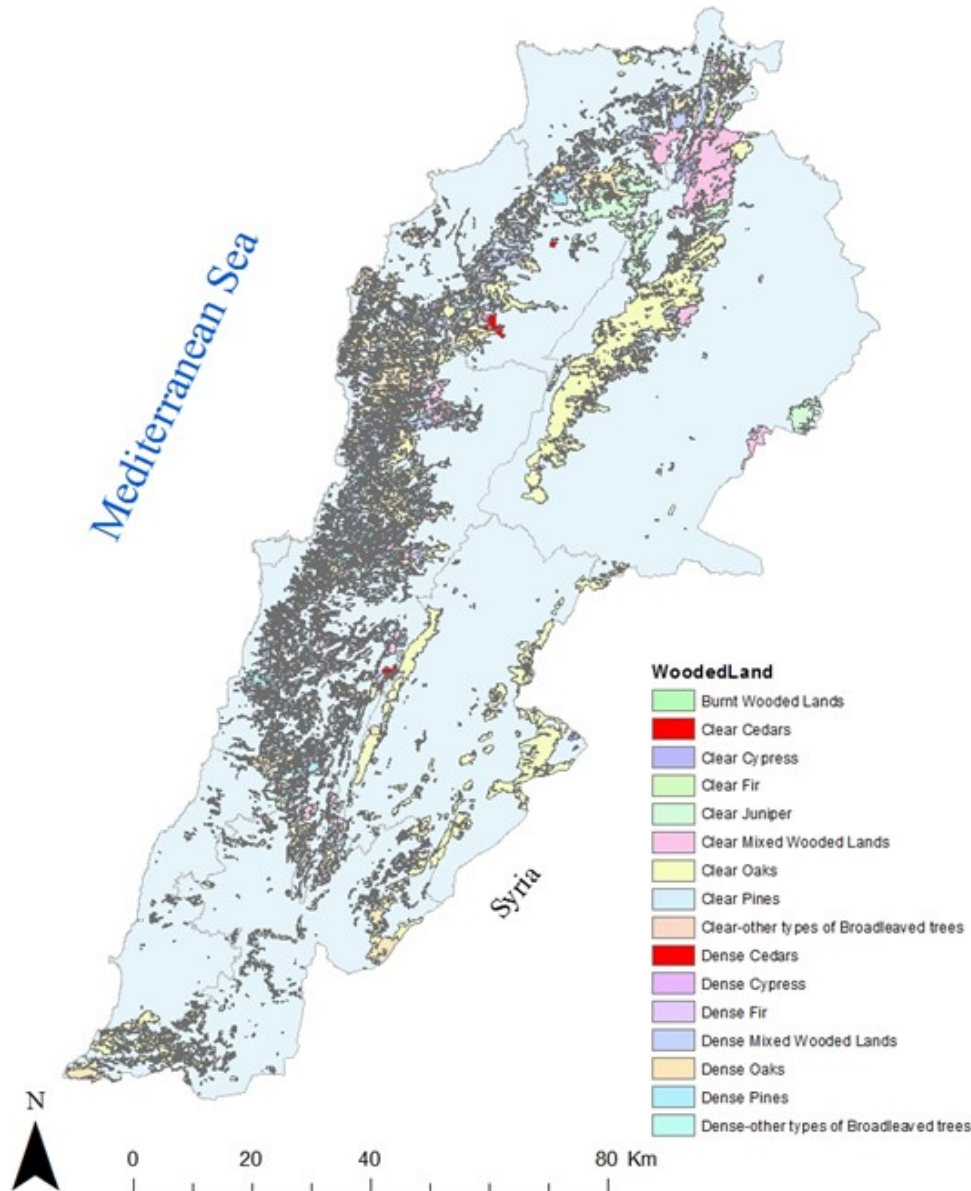 Mediterranean Sea
Syria
WoodedLand
Burnt Wooded Lands
Clear Cedars
Clear Cypress
Clear Fir
Clear Juniper
Clear Mixed Wooded Lands
Clear Oaks
Clear Pines
Clear-other types of Broadleaved trees
Dense Cedars
Dense Cypress
Dense Fir
Dense Mixed Wooded Lands
Dense Oaks
Dense Pines
Dense-other types of Broadleaved trees
N
0 20 40 80 Km